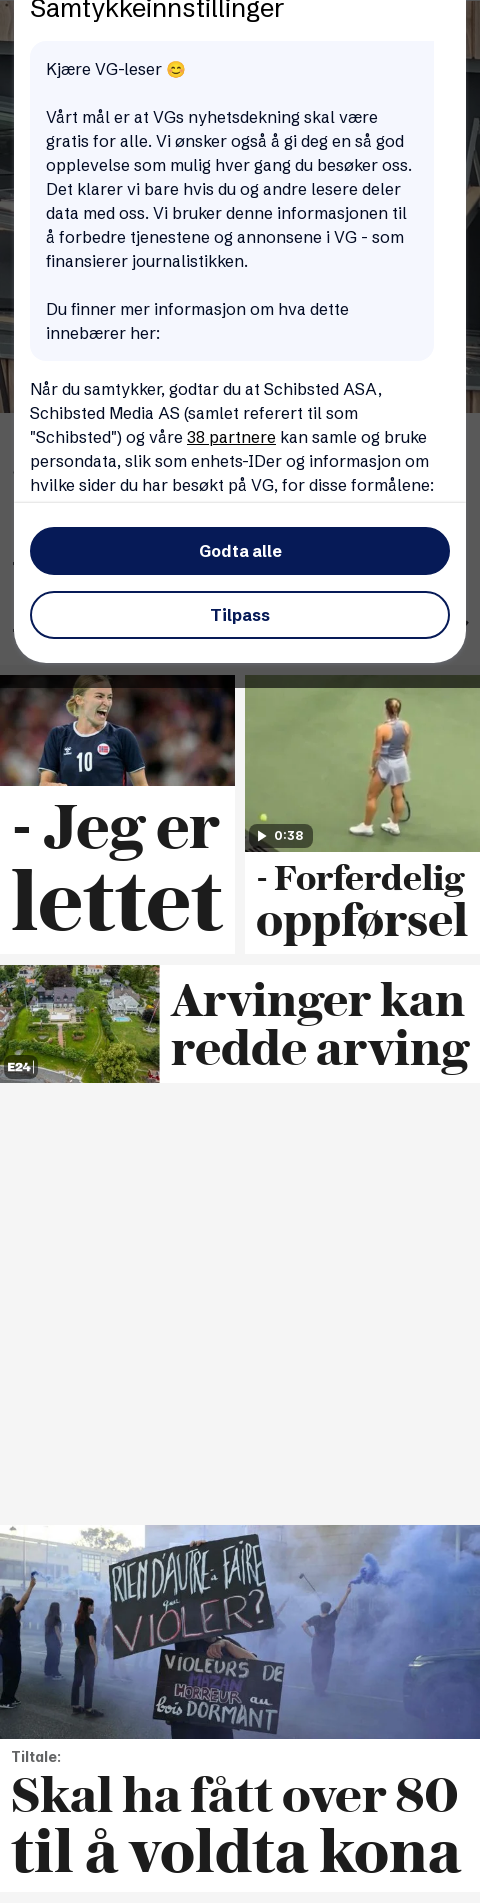 Samtykkeinnstillinger
Kjære VG-leser 😊
Vårt mål er at VGs nyhetsdekning skal være
gratis for alle. Vi ønsker også å gi deg en så god
opplevelse som mulig hver gang du besøker oss.
Det klarer vi bare hvis du og andre lesere deler
data med oss. Vi bruker denne informasjonen til
å forbedre tjenestene og annonsene i VG - som
finansierer journalistikken.
Du finner mer informasjon om hva dette
innebærer her:
Når du samtykker, godtar du at Schibsted ASA,
Schibsted Media AS (samlet referert til som
"Schibsted") og våre 38 partnere kan samle og bruke
persondata, slik som enhets-IDer og informasjon om
hvilke sider du har besøkt på VG, for disse formålene:
Godta alle
Tilpass
10
- Jeg er
lettet
0:38
- Forferdelig
oppførsel
E24
Arvinger kan
redde arving
RIEN D'AUTRE à FAIRE
que
VIOLER?
VIOLEURS DE
MAZAN
HORREUR au
bois DORMANT
Tiltale:
Skal ha fått over 80
til å voldta kona